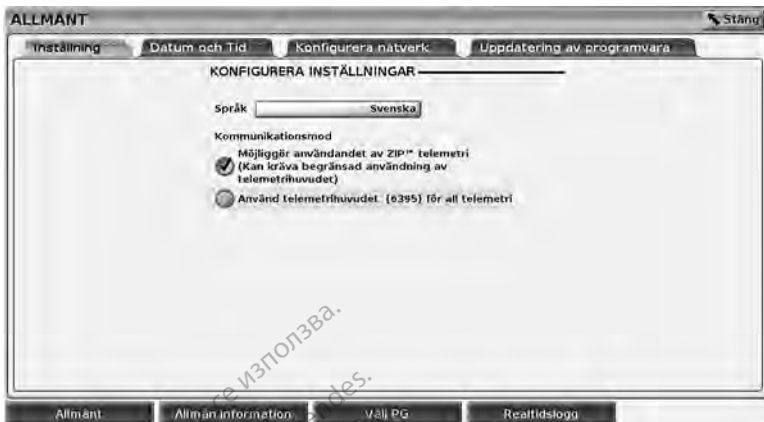 ALLMÄNT
Stäng
Inställning
Datum och Tid
Konfigurera nätverk
Uppdatering av programvara
KONFIGURERA INSTÄLLNINGAR
Språk
Svenska
Kommunikationsmod
Möjliggör användandet av ZIP™ telemetri
(Kan kräva begränsad användning av
telemetrihuvudet)
Använd telemetrihuvudet (6395) för all telemetri
се използва.
Allmänt
Allmän information
Välj PG
Realtidslogg